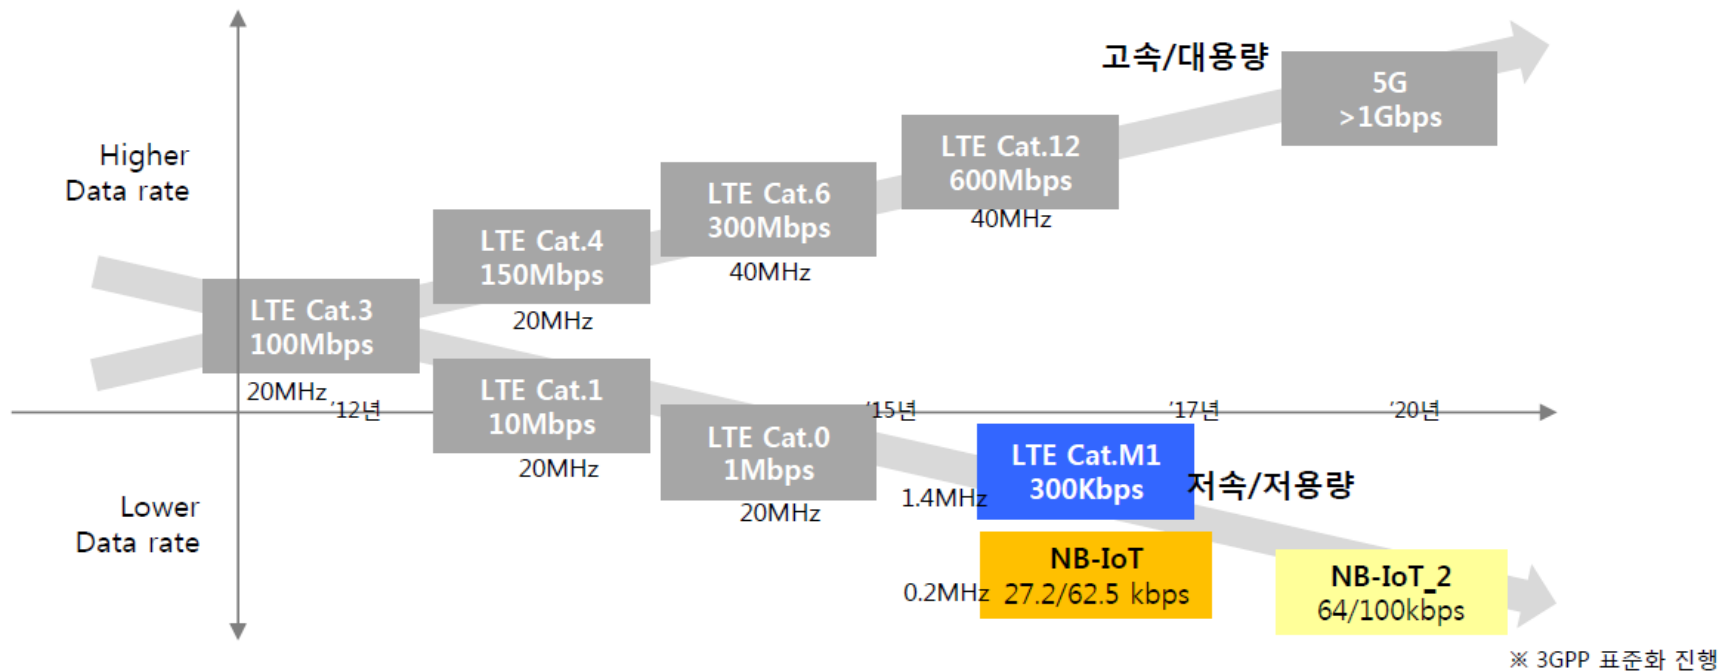 고속/대용량
5G
>1Gbps
LTE Cat.12
600Mbps
40MHz
Higher
Data rate
LTE Cat.6
300Mbps
40MHz
LTE Cat.4
150Mbps
20MHz
LTE Cat.3
100Mbps
20MHz
'12년
'15년
'17년
'20년
LTE Cat.1
10Mbps
20MHz
LTE Cat.0
1Mbps
20MHz
LTE Cat.M1
300Kbps
1.4MHz
저속/저용량
Lower
Data rate
NB-IoT
27.2/62.5 kbps
0.2MHz
NB-IoT_2
64/100kbps
※ 3GPP 표준화 진행